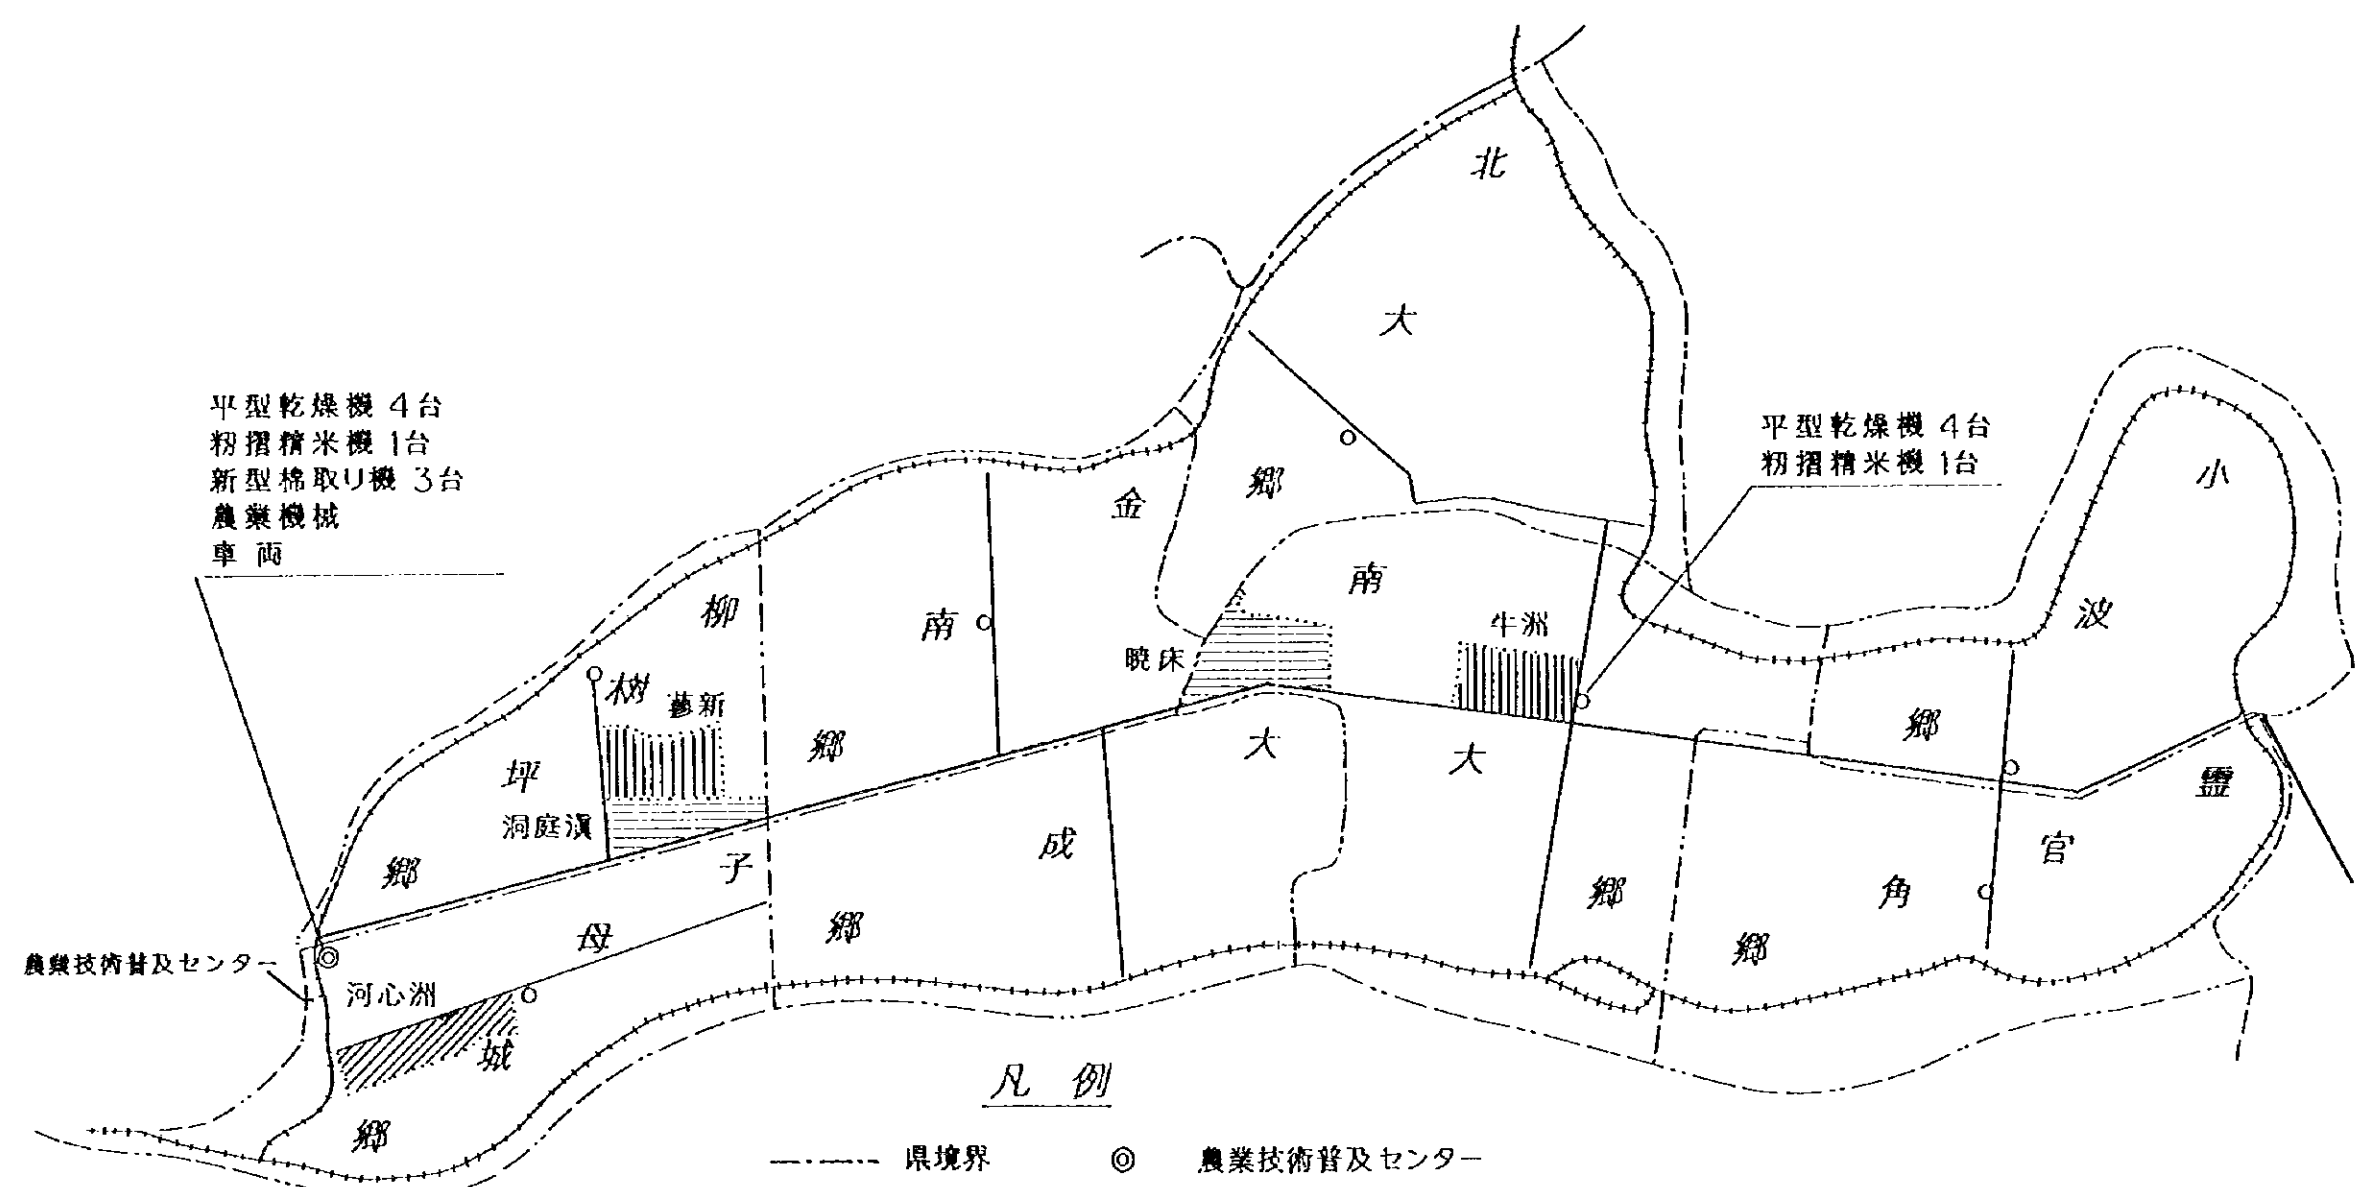 北
大
郷
平型乾燥機 4台
籾摺精米機 1台
新型棉取り機 3台
農業機械
車両
平型乾燥機 4台
籾摺精米機 1台
小
波
郷
金
南
郷
南
大
郷
牛洲
暁床
柳
樹
坪
郷
新
洞庭
大
成
郷
子
母
城
郷
霊
官
角
郷
農業技術普及センター
河心洲
凡例
県境界
農業技術普及センター